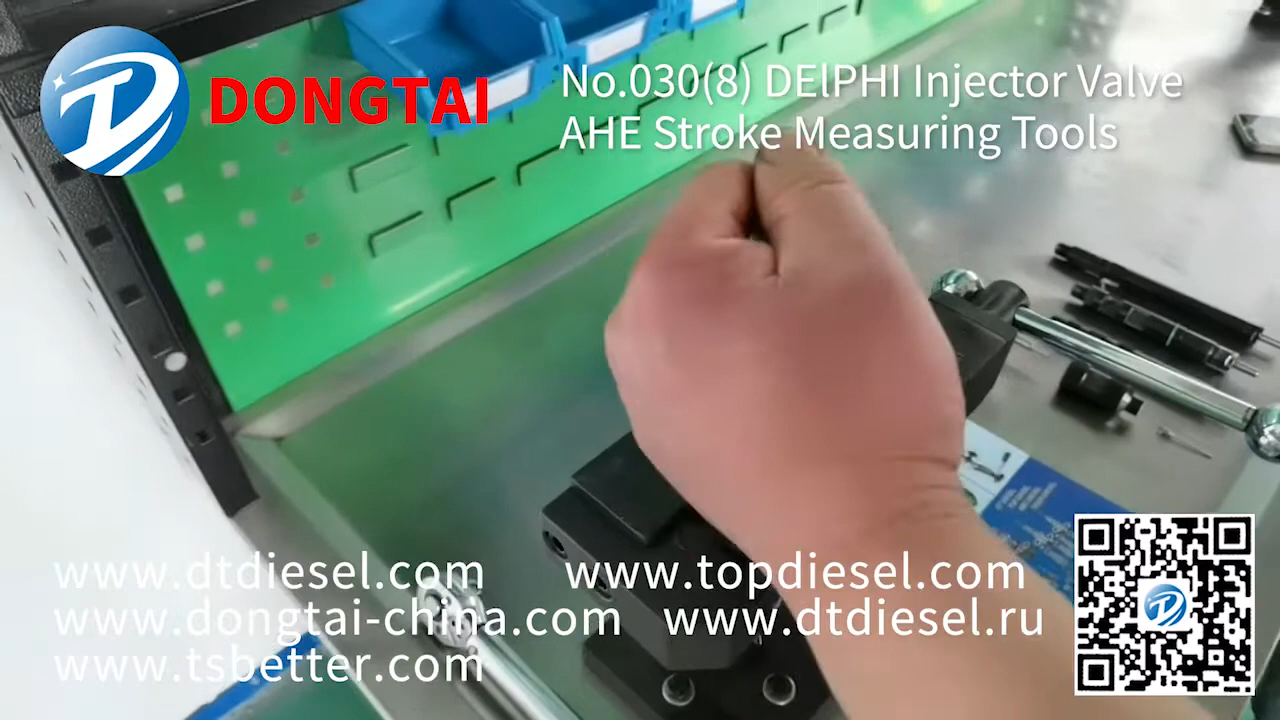 DONGTAI
No.030(8) DElPHI Injector Valve
AHE Stroke Measuring Tools
www.dtdiesel.com
www.topdiesel.com
www.dongtai-china.com
www.dtdiesel.ru
www.tsbetter.com